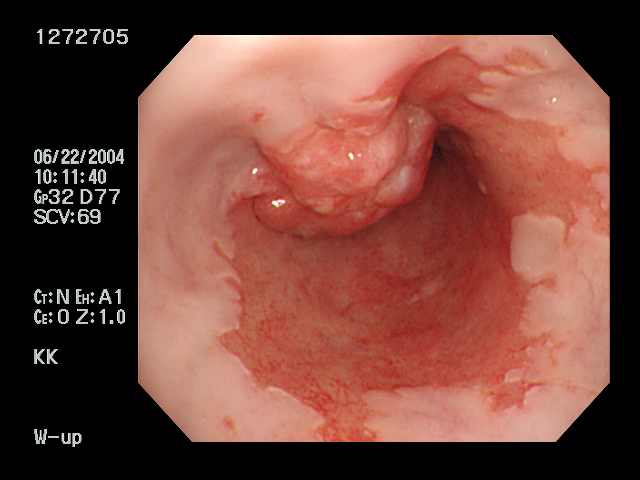 1272705
06/22/2004
10:11:40
Gp32 D77
SCV:69
Ct:N Eh:A1
Ce:0 Z:1.0
KK
W-up